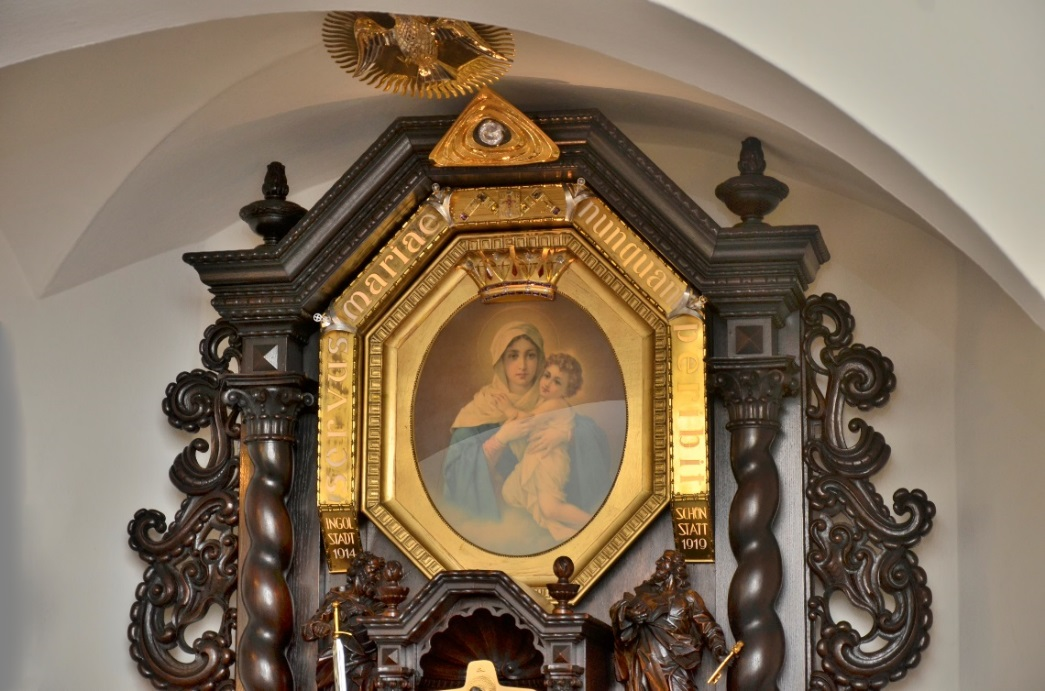 servus
mariae
nunquam
peribit
INGOL
STADT
1914
SCHÖN
STATT
1919